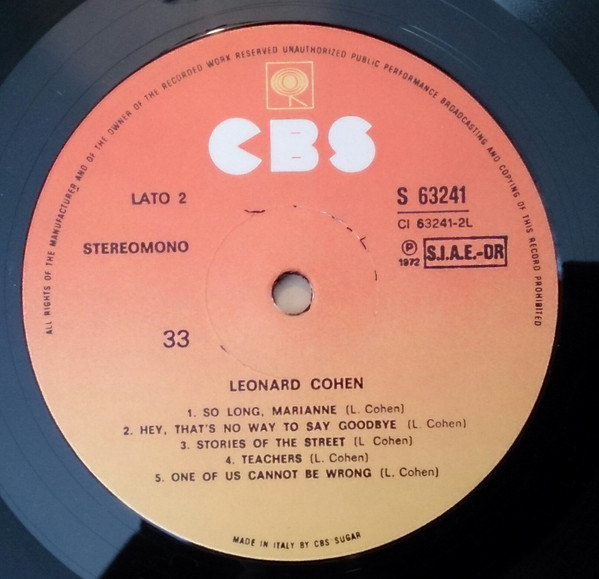 ALL RIGHTS OF THE MANUFACTURER AND OF THE OWNER OF THE RECORDED WORK RESERVED UNAUTHORIZED PUBLIC PERFORMANCE BROADCASTING AND COPYING OF THIS RECORD PROHIBITED
CBS
LATO 2
S 63241
CI 63241-2L
STEREOMONO
℗ 1972
S.I.A.E.-DR
33
LEONARD COHEN
1. SO LONG, MARIANNE (L. Cohen)
2. HEY, THAT'S NO WAY TO SAY GOODBYE (L. Cohen)
3. STORIES OF THE STREET (L. Cohen)
4. TEACHERS (L. Cohen)
5. ONE OF US CANNOT BE WRONG (L. Cohen)
MADE IN ITALY BY CBS SUGAR